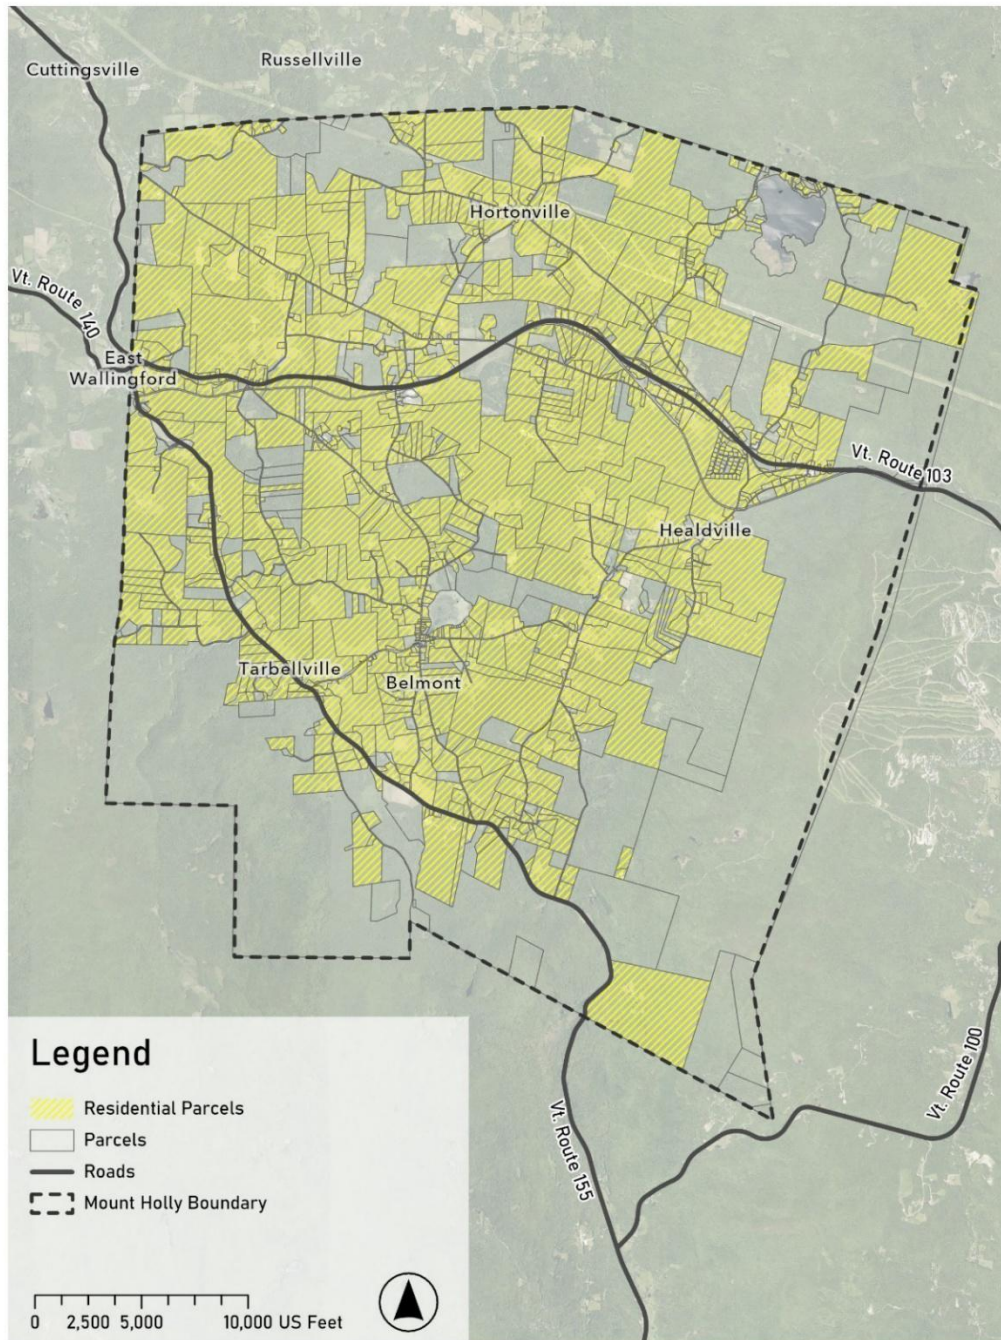 Cuttingsville
Russellville
Hortonville
Vt. Route 140
East
Wallingford
Vt. Route 103
Healdville
Tarbellville
Belmont
Legend
Residential Parcels
Parcels
Roads
Mount Holly Boundary
0 2,500 5,000 10,000 US Feet
Vt. Route 155
Vt. Route 100